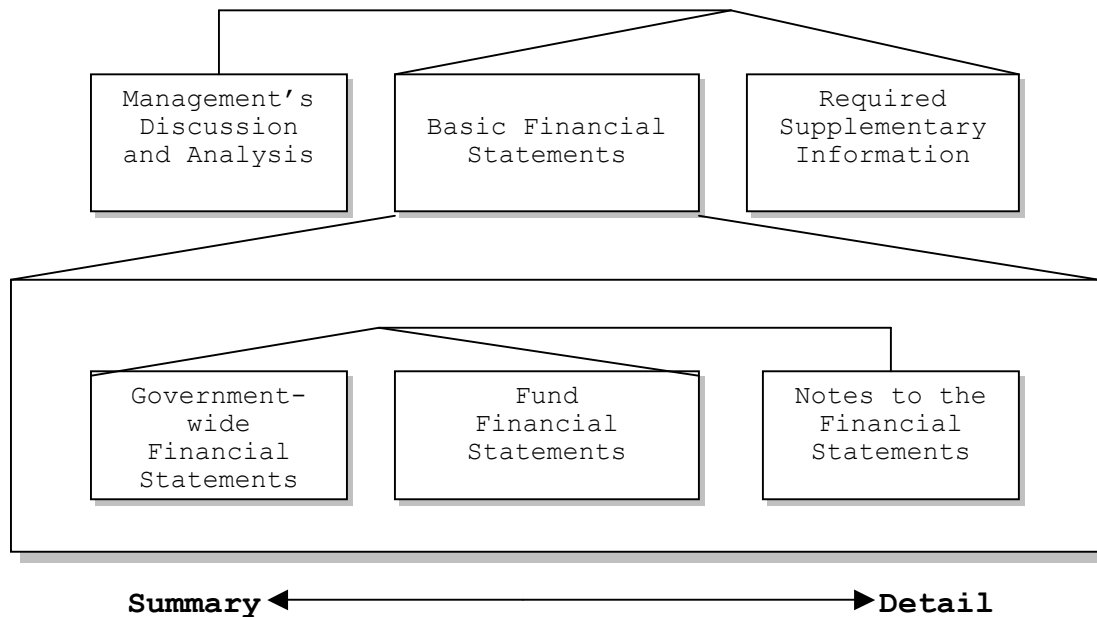 Management’s
Discussion
and Analysis
Basic Financial
Statements
Required
Supplementary
Information
Government-
wide
Financial
Statements
Fund
Financial
Statements
Notes to the
Financial
Statements
Summary
Detail